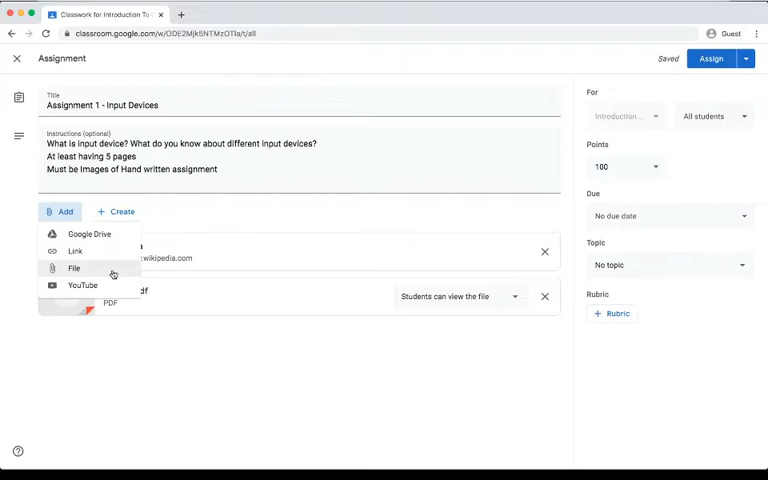 Classwork for Introduction To
classroom.google.com/w/ODE2Mjk5NTMzOTla/t/all
Guest
Assignment
Saved
Assign
Title
Assignment 1 - Input Devices
Instructions (optional)
What is input device? What do you know about different input devices?
At least having 5 pages
Must be Images of Hand written assignment
Add
Create
Google Drive
Link
File
YouTube
.wikipedia.com
df
PDF
Students can view the file
For
Introduction ...
All students
Points
100
Due
No due date
Topic
No topic
Rubric
Rubric